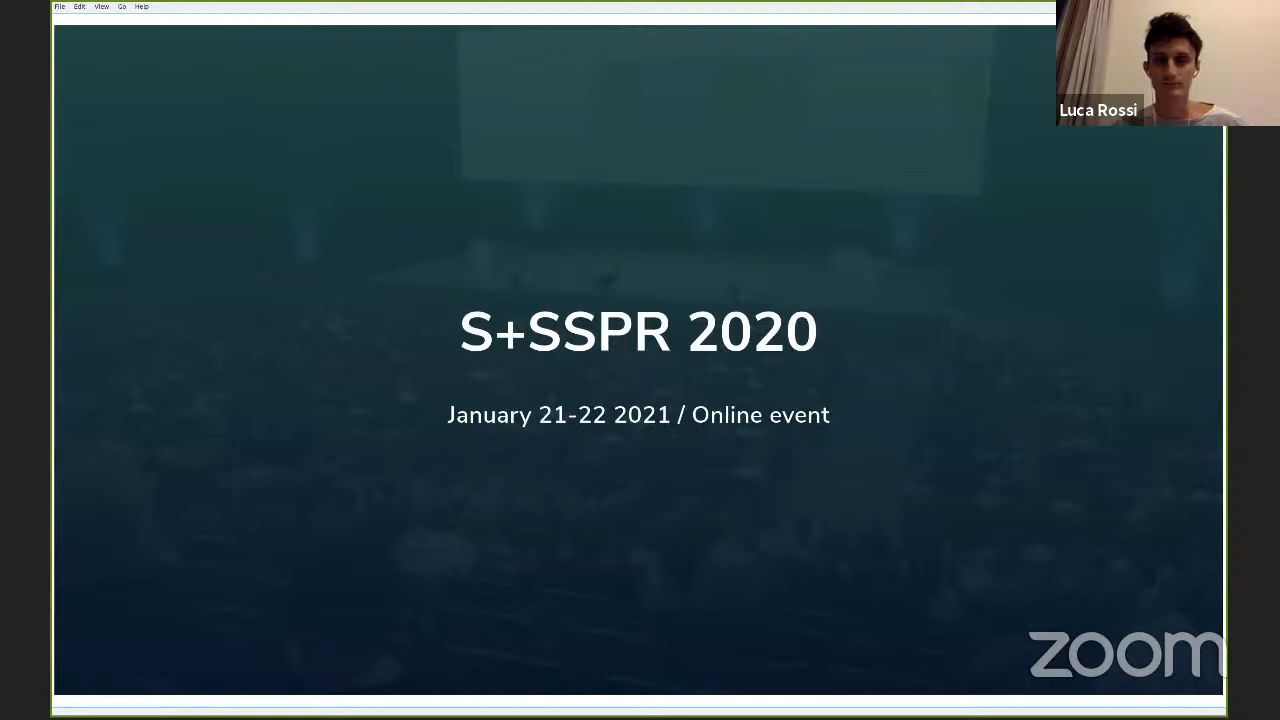 File Edit View Go Help
Luca Rossi
S+SSPR 2020
January 21-22 2021 / Online event
zoom